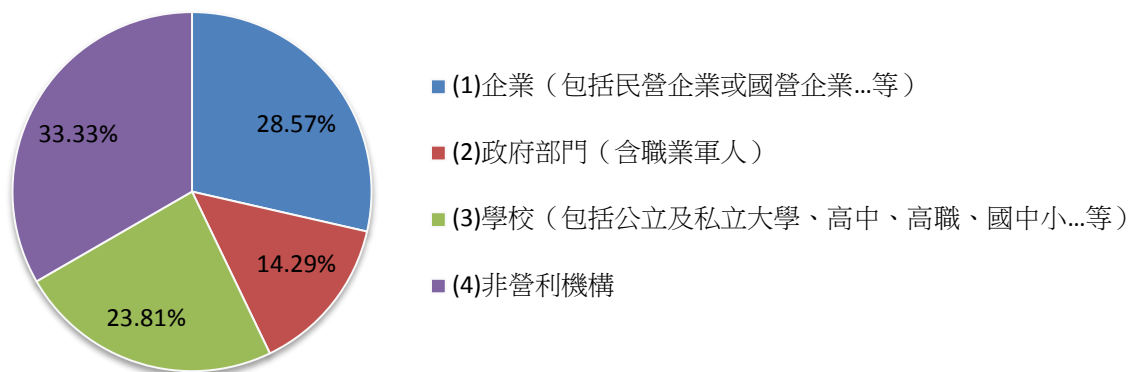 28.57%
14.29%
23.81%
33.33%
(1)企業（包括民營企業或國營企業…等）
(2)政府部門（含職業軍人）
(3)學校（包括公立及私立大學、高中、高職、國中小…等）
(4)非營利機構